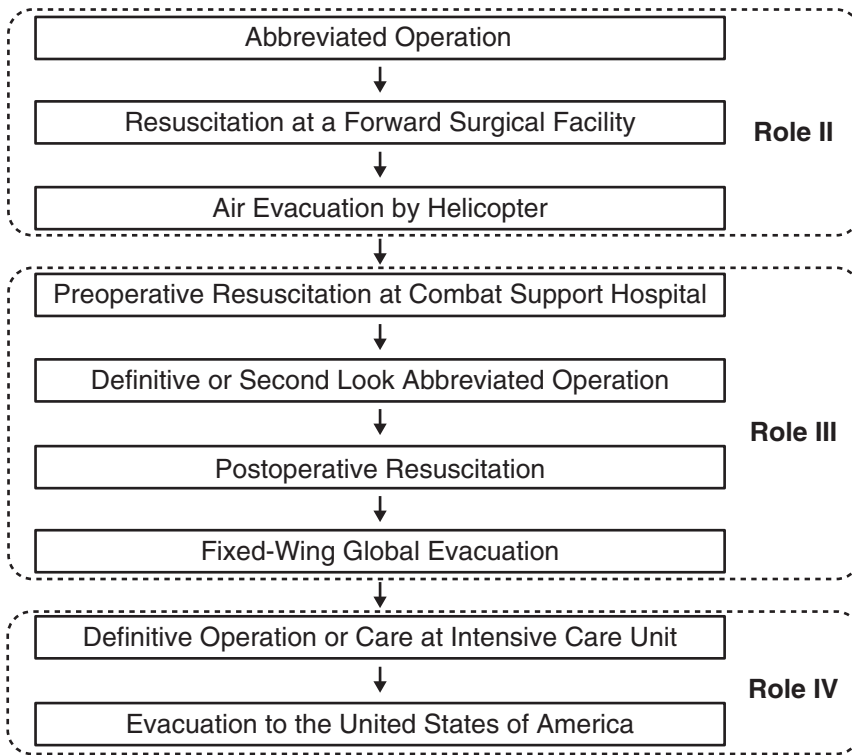 Abbreviated Operation
Resuscitation at a Forward Surgical Facility
Role II
Air Evacuation by Helicopter
Preoperative Resuscitation at Combat Support Hospital
Definitive or Second Look Abbreviated Operation
Role III
Postoperative Resuscitation
Fixed-Wing Global Evacuation
Definitive Operation or Care at Intensive Care Unit
Role IV
Evacuation to the United States of America